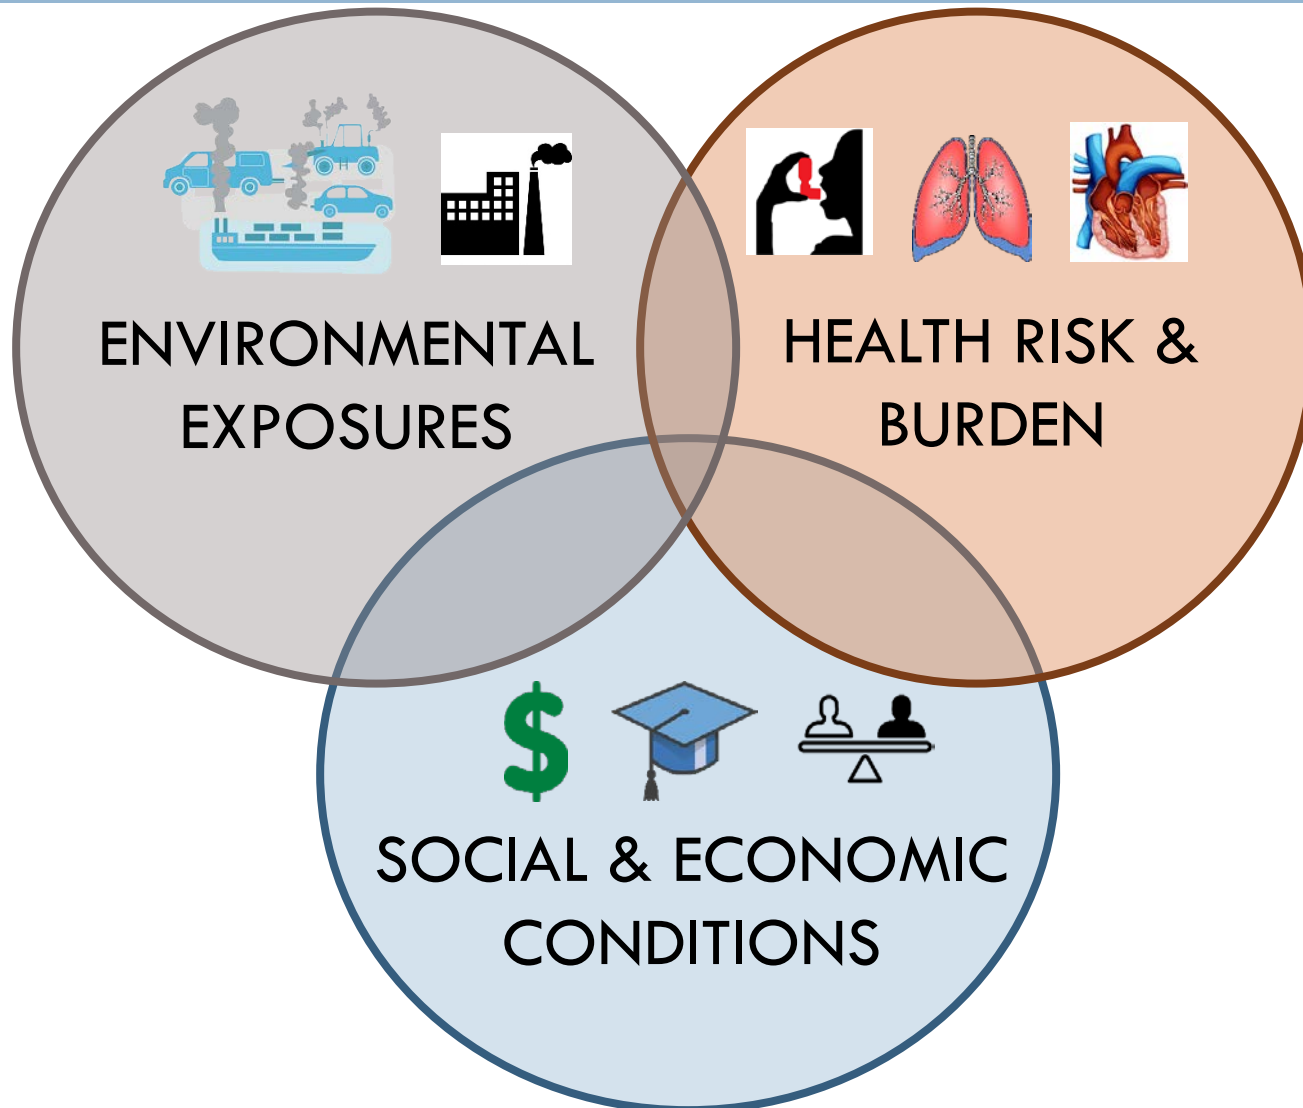 ENVIRONMENTAL
EXPOSURES
HEALTH RISK &
BURDEN
$
SOCIAL & ECONOMIC
CONDITIONS